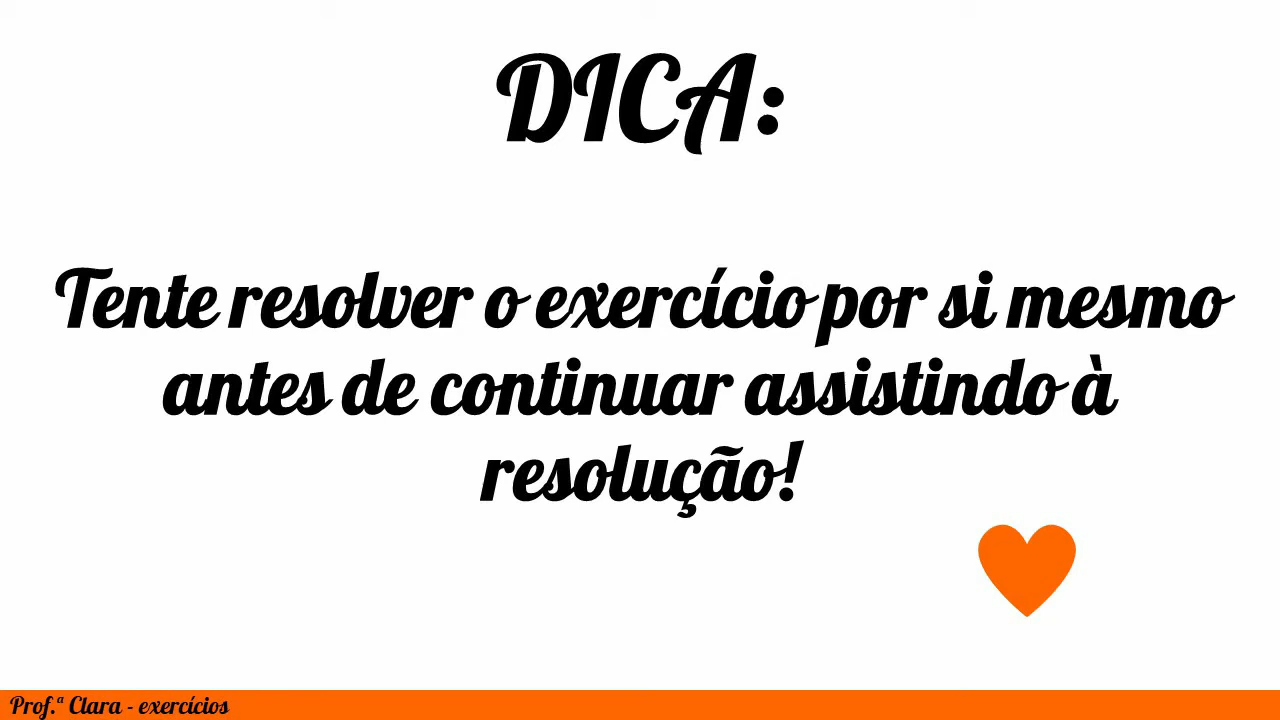 DICA:
Tente resolver o exercício por si mesmo
antes de continuar assistindo à
resolução!
Prof.ª Clara - exercícios